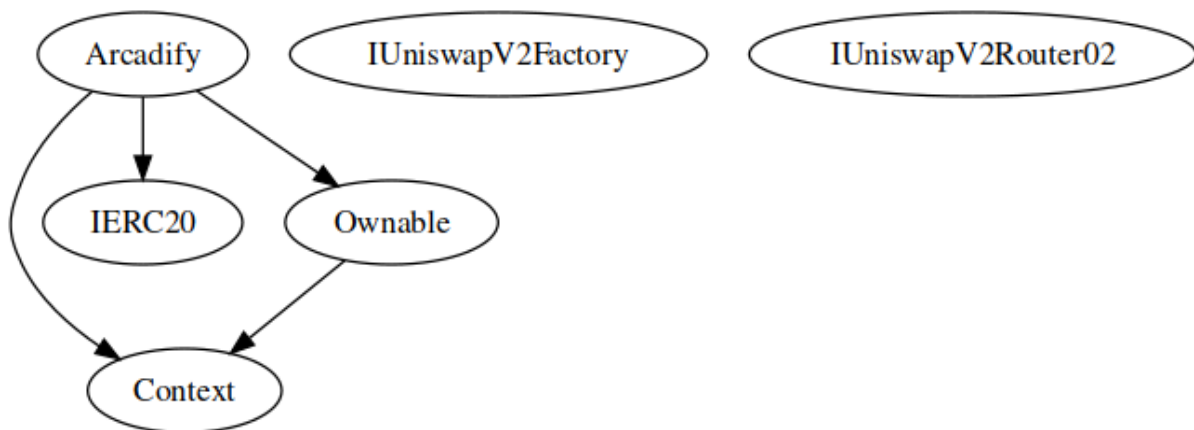 Arcadify
IUniswapV2Factory
IUniswapV2Router02
IERC20
Ownable
Context